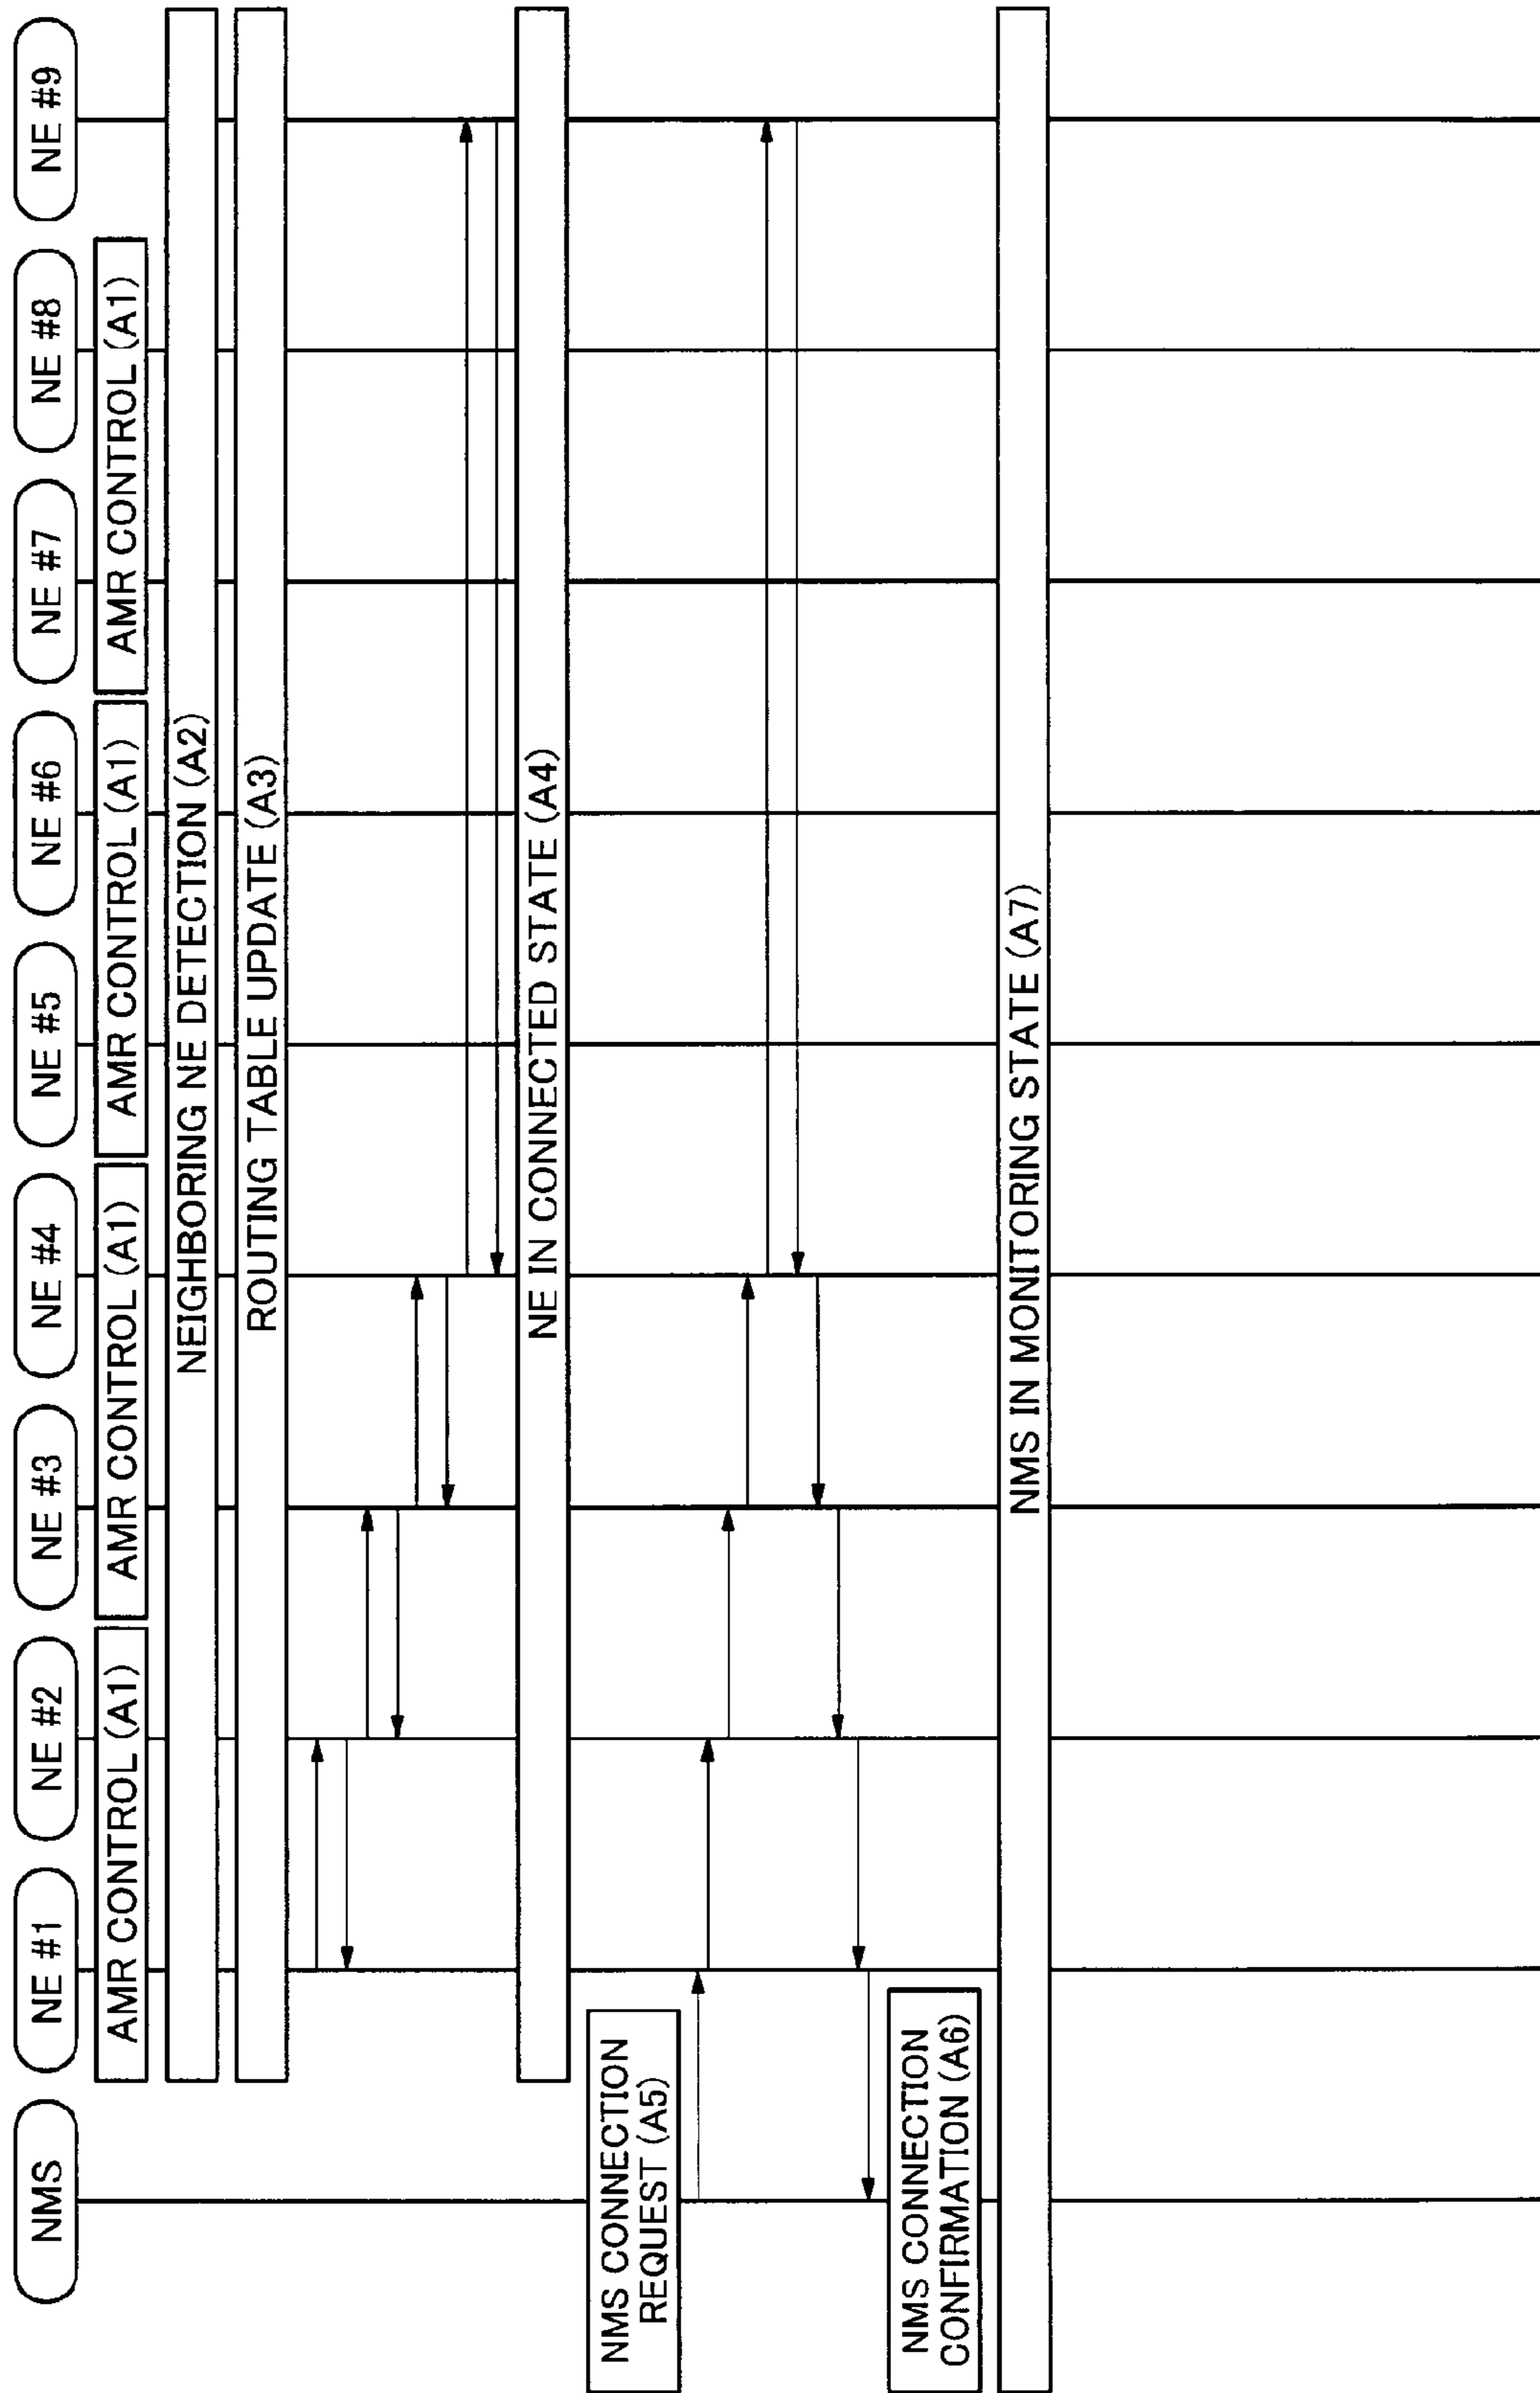 NMS
NE #1
NE #2
NE #3
NE #4
NE #5
NE #6
NE #7
NE #8
NE #9
AMR CONTROL (A1)
AMR CONTROL (A1)
AMR CONTROL (A1)
AMR CONTROL (A1)
NEIGHBORING NE DETECTION (A2)
ROUTING TABLE UPDATE (A3)
NE IN CONNECTED STATE (A4)
NMS CONNECTION
REQUEST (A5)
NMS CONNECTION
CONFIRMATION (A6)
NMS IN MONITORING STATE (A7)